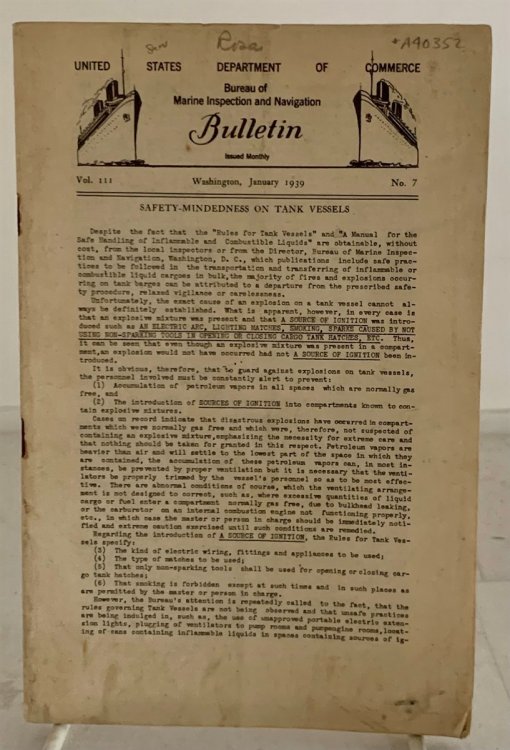 Rosa
*A40352
UNITED STATES DEPARTMENT OF COMMERCE
Bureau of
Marine Inspection and Navigation
Bulletin
Issued Monthly
Vol. III Washington, January 1939 No. 7
SAFETY-MINDEDNESS ON TANK VESSELS
Despite the fact that the "Rules for Tank Vessels" and "A Manual for the
Safe Handling of Inflammable and Combustible Liquids" are obtainable, without
cost, from the local inspectors or from the Director, Bureau of Marine Inspec-
tion and Navigation, Washington, D. C., which publications include safe prac-
tices to be followed in the transportation and transferring of inflammable or
combustible liquid cargoes in bulk, the majority of fires and explosions occur-
ring on tank barges can be attributed to a departure from the prescribed safe-
ty procedure, relaxed vigilance or carelessness.
Unfortunately, the exact cause of an explosion on a tank vessel cannot al-
ways be definitely established. What is apparent, however, in every case is
that an explosive mixture was present and that A SOURCE OF IGNITION was intro-
duced such as AN ELECTRIC ARC, LIGHTING MATCHES, SMOKING, SPARKS CAUSED BY NOT
USING NON-SPARKING TOOLS IN OPENING OR CLOSING CARGO TANK HATCHES, ETC. Thus,
it can be seen that even though an explosive mixture was present in a compart-
ment, an explosion would not have occurred had not A SOURCE OF IGNITION been in-
troduced.
It is obvious, therefore, that to guard against explosions on tank vessels,
the personnel involved must be constantly alert to prevent:
(1) Accumulation of petroleum vapors in all spaces which are normally gas
free, and
(2) The introduction of SOURCES OF IGNITION into compartments known to con-
tain explosive mixtures.
Cases on record indicate that disastrous explosions have occurred in compart-
ments which were normally gas free and which were, therefore, not suspected of
containing an explosive mixture, emphasizing the necessity for extreme care and
that nothing should be taken for granted in this respect. Petroleum vapors are
heavier than air and will settle to the lowest part of the space in which they
are contained, the accumulation of these petroleum vapors can, in most in-
stances, be prevented by proper ventilation but it is necessary that the venti-
lators be properly trimmed by the vessel's personnel so as to be most effec-
tive. There are abnormal conditions of course, which the ventilating arrange-
ment is not designed to correct, such as, where excessive quantities of liquid
cargo or fuel enter a compartment normally gas free, due to bulkhead leaking,
or the carburetor on an internal combustion engine not functioning properly,
etc., in which case the master or person in charge should be immediately noti-
fied and extreme caution exercised until such conditions are remedied.
Regarding the introduction of A SOURCE OF IGNITION, the Rules for Tank Ves-
sels specify:
(3) The kind of electric wiring, fittings and appliances to be used;
(4) The type of matches to be used;
(5) That only non-sparking tools shall be used for opening or closing car-
go tank hatches;
(6) That smoking is forbidden except at such times and in such places as
are permitted by the master or person in charge.
However, the Bureau's attention is repeatedly called to the fact, that the
rules governing Tank Vessels are not being observed and that unsafe practices
are being indulged in, such as, the use of unapproved portable electric exten-
sion lights, plugging of ventilators to pump rooms and pumpengine rooms, locat-
ing of cans containing inflammable liquids in spaces containing sources of ig-